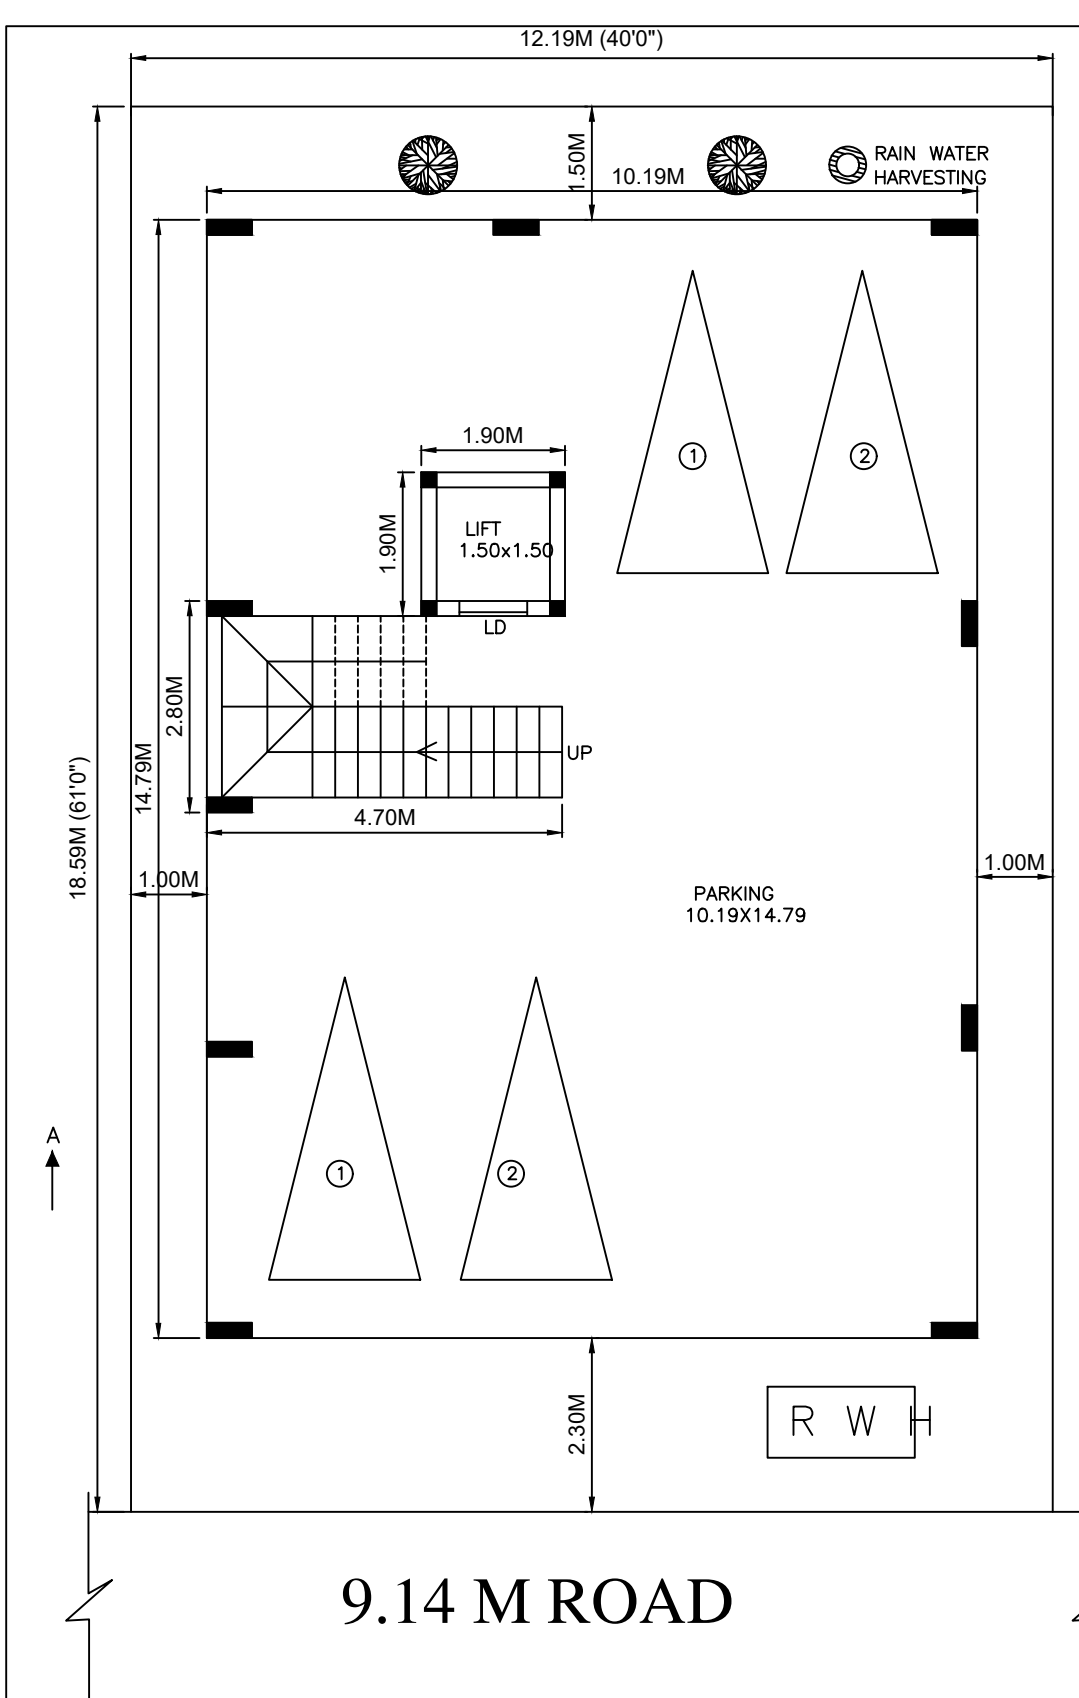 12.19M (40'0")
1.50M
RAIN WATER
HARVESTING
10.19M
1
2
1.90M
1.90M
LIFT
1.50x1.50
LD
2.80M
UP
14.79M
18.59M (61'0")
4.70M
1.00M
1.00M
PARKING
10.19X14.79
A
1
2
2.30M
R W H
9.14 M ROAD